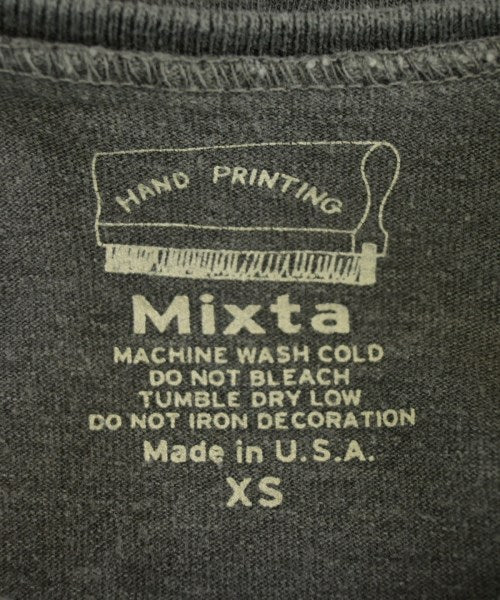 HAND PRINTING
Mixta
MACHINE WASH COLD
DO NOT BLEACH
TUMBLE DRY LOW
DO NOT IRON DECORATION
Made in U.S.A.
XS